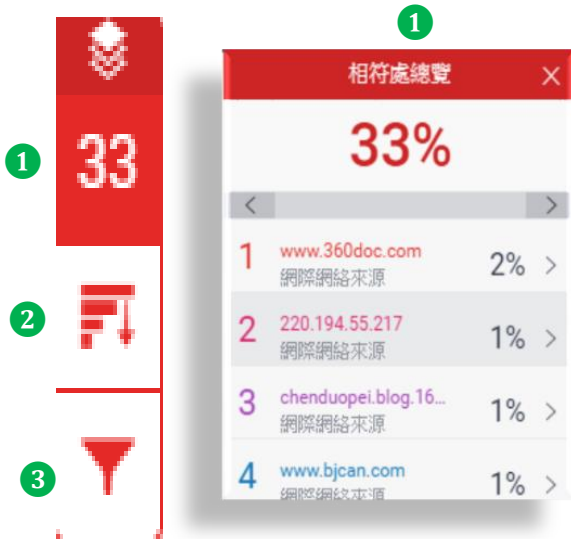 1
相符處總覽
1
33
33%
1 www.360doc.com 2%
網際網絡來源
2
2 220.194.55.217 1%
網際網絡來源
3 chenduopei.blog.16... 1%
網際網絡來源
3
4 www.bjcan.com 1%
網際網絡來源